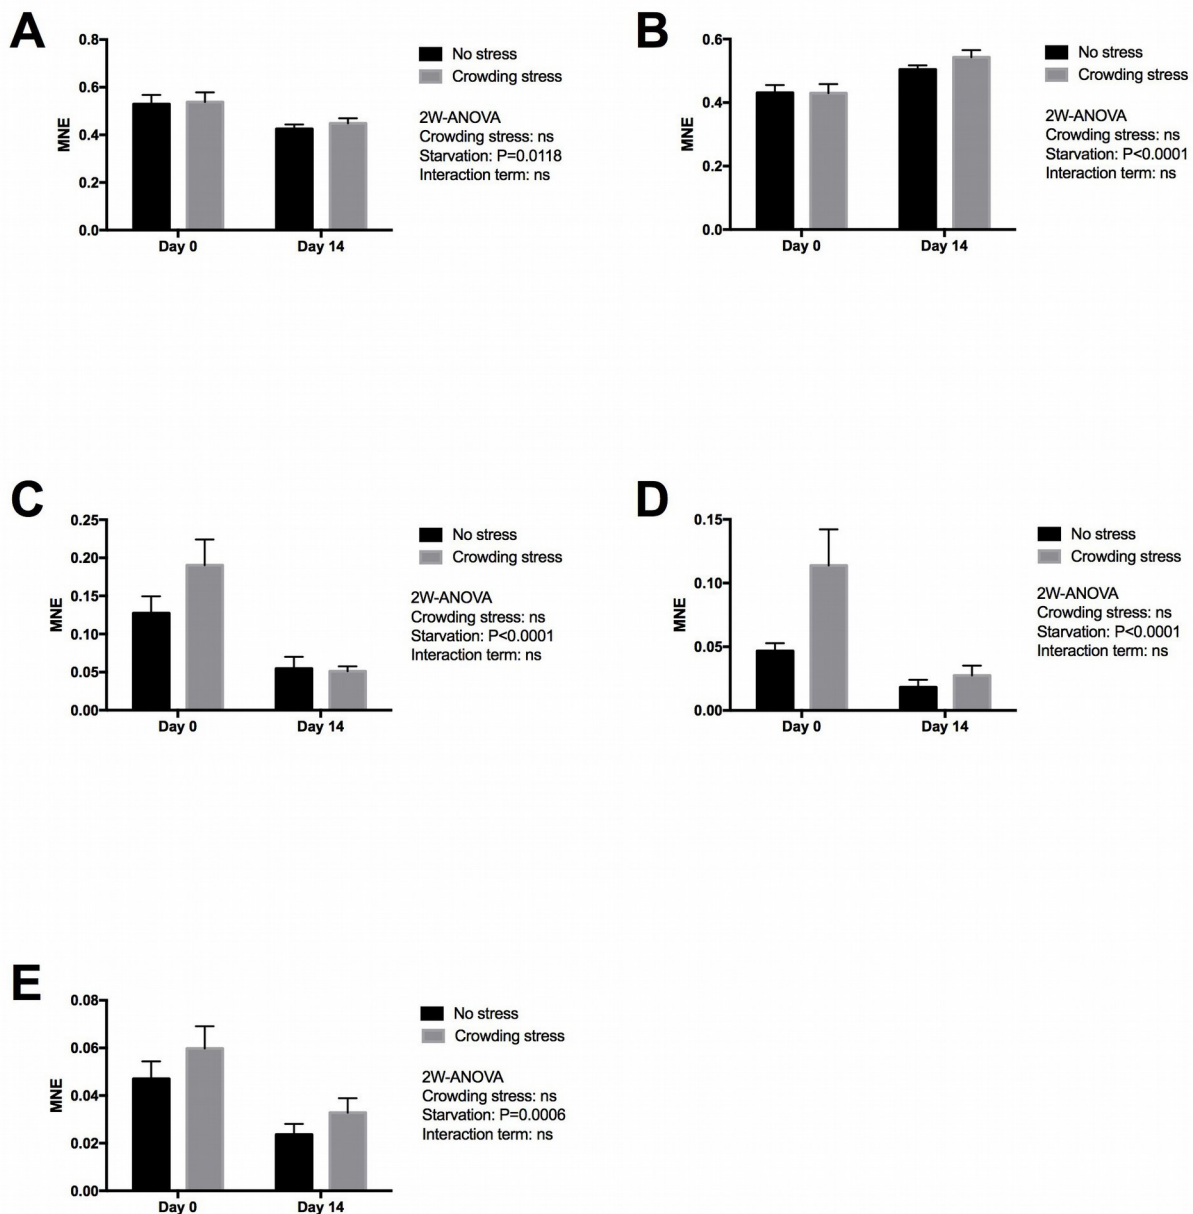 A
MNE
0.8
0.6
0.4
0.2
0.0
Day 0
Day 14
No stress
Crowding stress
2W-ANOVA
Crowding stress: ns
Starvation: P=0.0118
Interaction term: ns
B
MNE
0.6
0.4
0.2
0.0
Day 0
Day 14
No stress
Crowding stress
2W-ANOVA
Crowding stress: ns
Starvation: P<0.0001
Interaction term: ns
C
MNE
0.25
0.20
0.15
0.10
0.05
0.00
Day 0
Day 14
No stress
Crowding stress
2W-ANOVA
Crowding stress: ns
Starvation: P<0.0001
Interaction term: ns
D
MNE
0.15
0.10
0.05
0.00
Day 0
Day 14
No stress
Crowding stress
2W-ANOVA
Crowding stress: ns
Starvation: P<0.0001
Interaction term: ns
E
MNE
0.08
0.06
0.04
0.02
0.00
Day 0
Day 14
No stress
Crowding stress
2W-ANOVA
Crowding stress: ns
Starvation: P=0.0006
Interaction term: ns